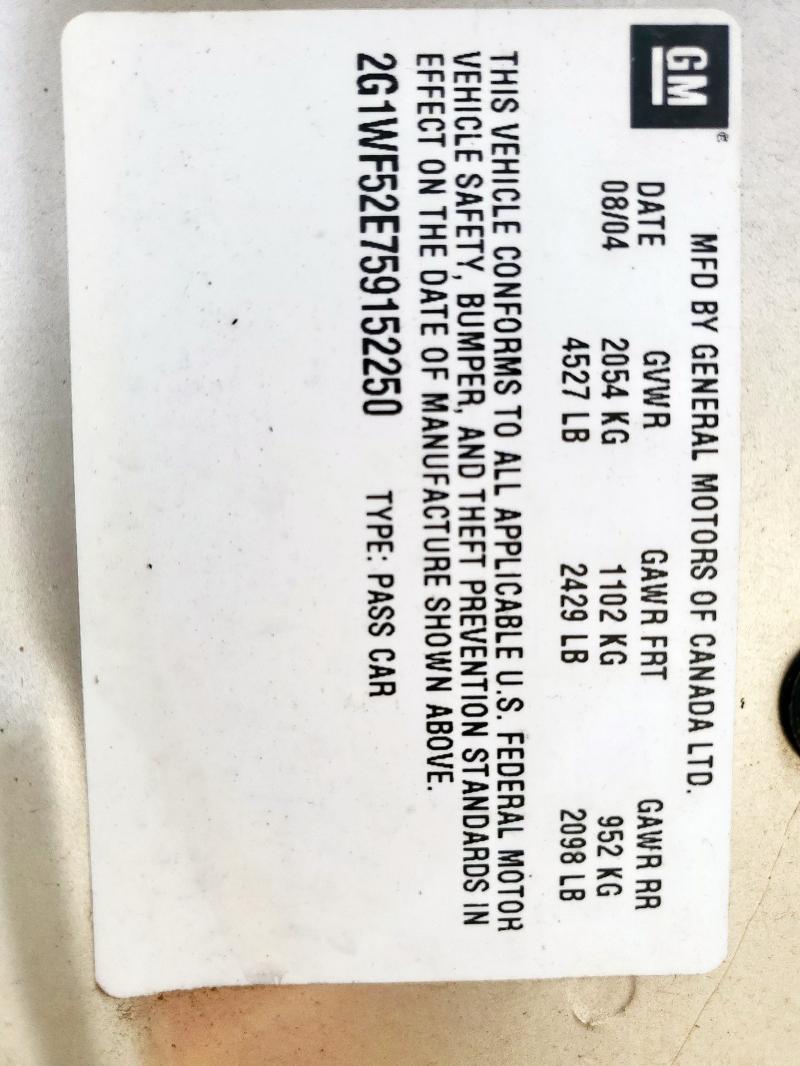 GM®
MFD BY GENERAL MOTORS OF CANADA LTD.
DATE GVWR GAWR FRT GAWR RR
08/04 2054 KG 1102 KG 952 KG
4527 LB 2429 LB 2098 LB
THIS VEHICLE CONFORMS TO ALL APPLICABLE U.S. FEDERAL MOTOR
VEHICLE SAFETY, BUMPER, AND THEFT PREVENTION STANDARDS IN
EFFECT ON THE DATE OF MANUFACTURE SHOWN ABOVE.
2G1WF52E759152250 TYPE: PASS CAR